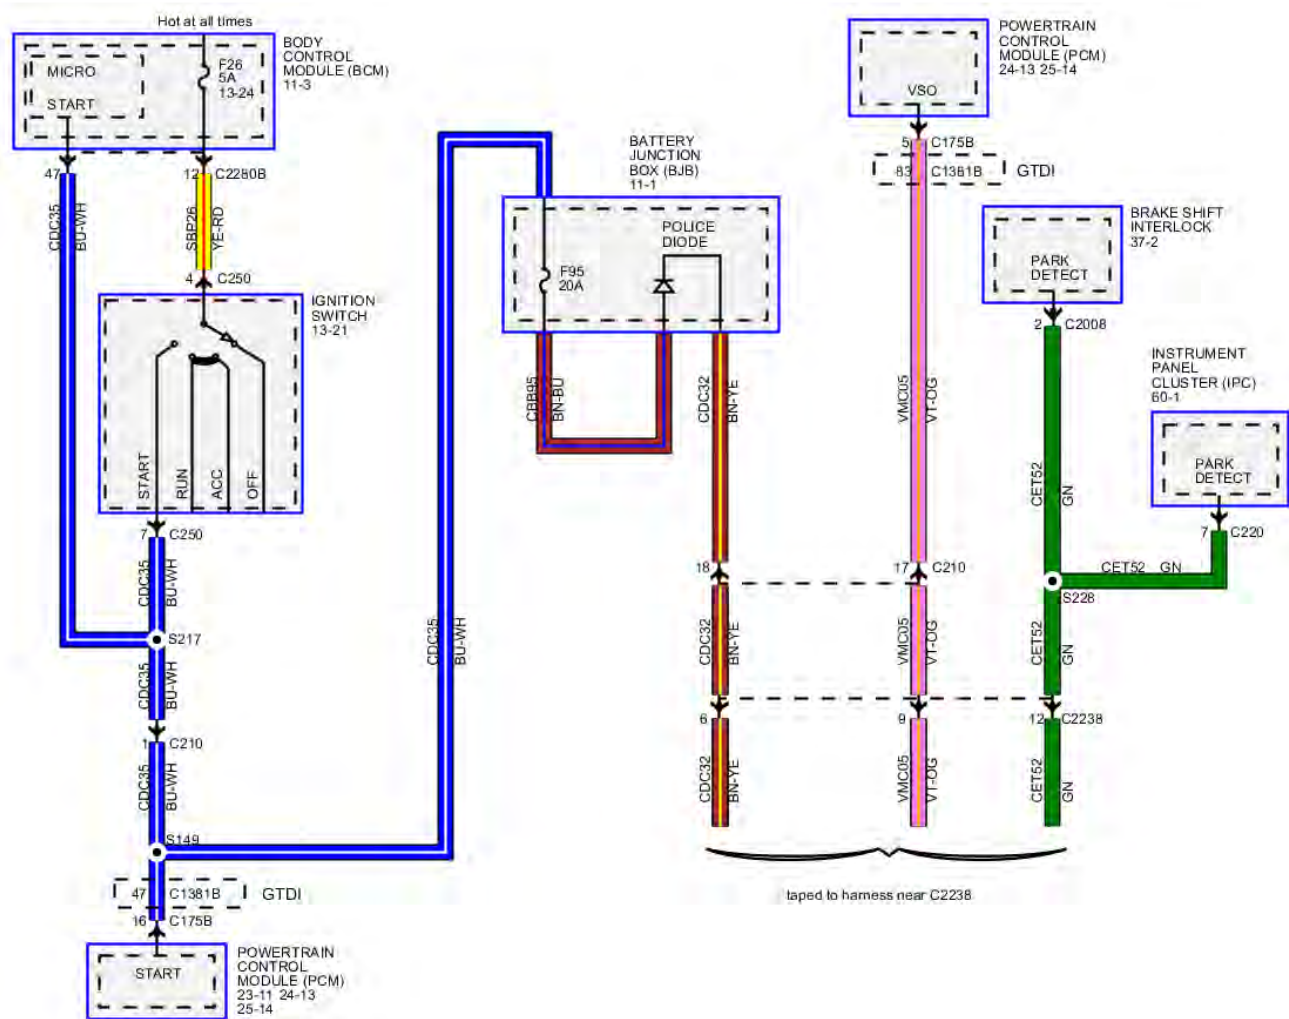 Hot at all times
BODY
CONTROL
MODULE (BCM)
11-3
MICRO
START
F26
5A
13-24
47
12
C2280B
CDC35
BU-WH
SBP26
YE-RD
4
C250
IGNITION
SWITCH
13-21
START
RUN
ACC
OFF
7
C250
CDC35
BU-WH
S217
CDC35
BU-WH
1
C210
CDC35
BU-WH
S149
47
C1381B
GTDI
16
C175B
START
POWERTRAIN
CONTROL
MODULE (PCM)
23-11 24-13
25-14
CDC35
BU-WH
BATTERY
JUNCTION
BOX (BJB)
11-1
POLICE
DIODE
F95
20A
CBB95
BN-BU
CDC32
BN-YE
18
CDC32
BN-YE
6
CDC32
BN-YE
POWERTRAIN
CONTROL
MODULE (PCM)
24-13 25-14
VSO
5
C175B
83
C1381B
GTDI
VMC05
VT-OG
17
C210
VMC05
VT-OG
9
VMC05
VT-OG
BRAKE SHIFT
INTERLOCK
37-2
PARK
DETECT
2
C2008
CET52
GN
INSTRUMENT
PANEL
CLUSTER (IPC)
60-1
PARK
DETECT
7
C220
CET52 GN
S228
CET52
GN
12
C2238
CET52
GN
taped to harness near C2238